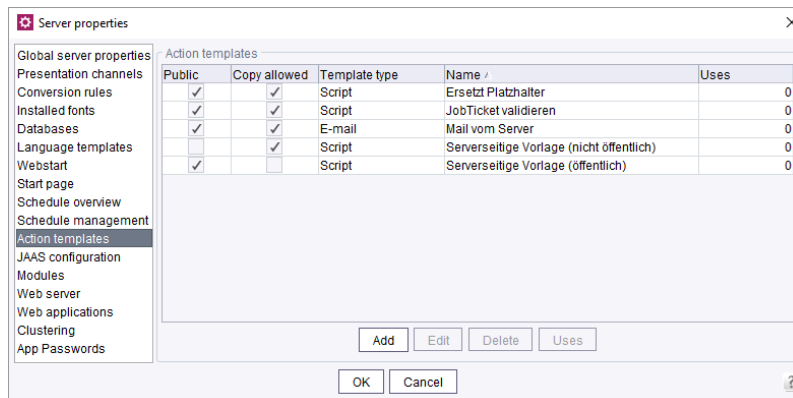 Server properties
Global server properties
Presentation channels
Conversion rules
Installed fonts
Databases
Language templates
Webstart
Start page
Schedule overview
Schedule management
Action templates
JAAS configuration
Modules
Web server
Web applications
Clustering
App Passwords
Action templates
Public Copy allowed Template type Name Uses
Script Ersetzt Platzhalter 0
Script JobTicket validieren 0
E-mail Mail vom Server 0
Script Serverseitige Vorlage (nicht öffentlich) 0
Script Serverseitige Vorlage (öffentlich) 0
Add Edit Delete Uses
OK Cancel
?